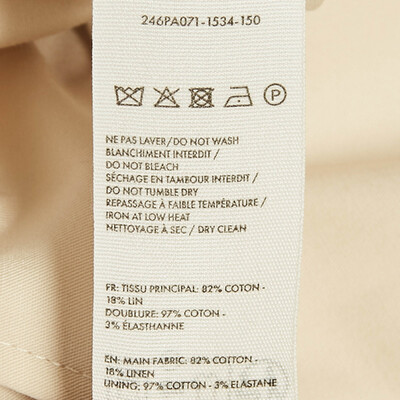 246PA071-1534-150
P
NE PAS LAVER/DO NOT WASH
BLANCHIMENT INTERDIT /
DO NOT BLEACH
SÉCHAGE EN TAMBOUR INTERDIT /
DO NOT TUMBLE DRY
REPASSAGE À FAIBLE TEMPÉRATURE /
IRON AT LOW HEAT
NETTOYAGE À SEC / DRY CLEAN
FR: TISSU PRINCIPAL: 82% COTON -
18% LIN
DOUBLURE: 97% COTON -
3% ÉLASTHANNE
EN: MAIN FABRIC: 82% COTTON -
18% LINEN
LINING: 97% COTTON - 3% ELASTANE